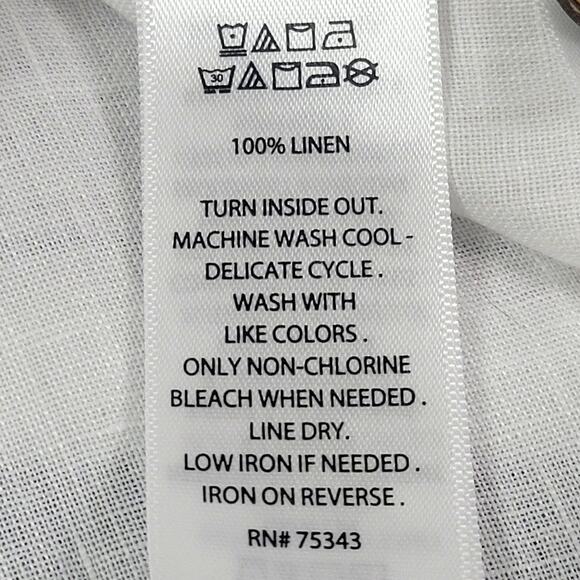 30
100% LINEN
TURN INSIDE OUT.
MACHINE WASH COOL -
DELICATE CYCLE .
WASH WITH
LIKE COLORS .
ONLY NON-CHLORINE
BLEACH WHEN NEEDED .
LINE DRY.
LOW IRON IF NEEDED .
IRON ON REVERSE .
RN# 75343